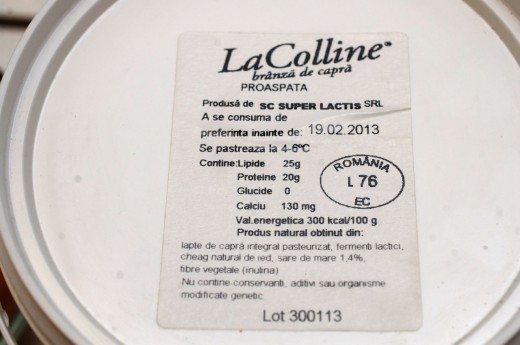 LaColline
brânză de capră
PROASPATA
Produsă de SC SUPER LACTIS SRL
A se consuma de
preferinta inainte de: 19.02.2013
Se pastreaza la 4-6ºC
Contine:Lipide 25g
Proteine 20g
Glucide 0
Calciu 130 mg
ROMÂNIA
L 76
EC
Val.energetica 300 kcal/100 g
Produs natural obtinut din:
lapte de capră integral pasteurizat, fermenti lactici,
cheag natural de ied, sare de mare 1,4%,
fibre vegetale (inulina)
Nu contine conservanti, aditivi sau organisme
modificate genetic
Lot 300113